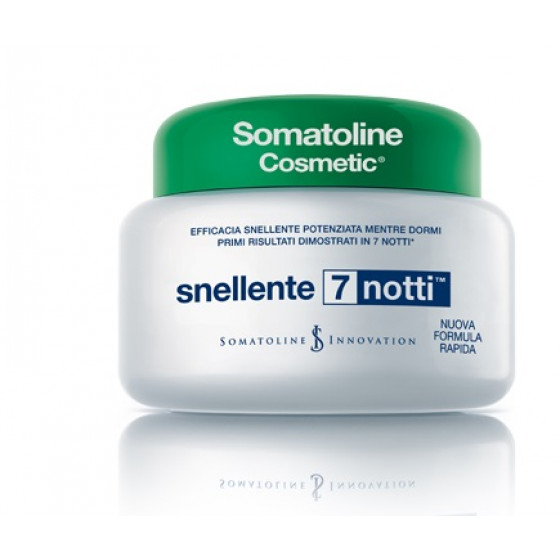 Somatoline
Cosmetic®
EFFICACIA SNELLENTE POTENZIATA MENTRE DORMI
PRIMI RISULTATI DIMOSTRATI IN 7 NOTTI*
snellente 7 notti™
SOMATOLINE IS INNOVATION
NUOVA
FORMULA
RAPIDA